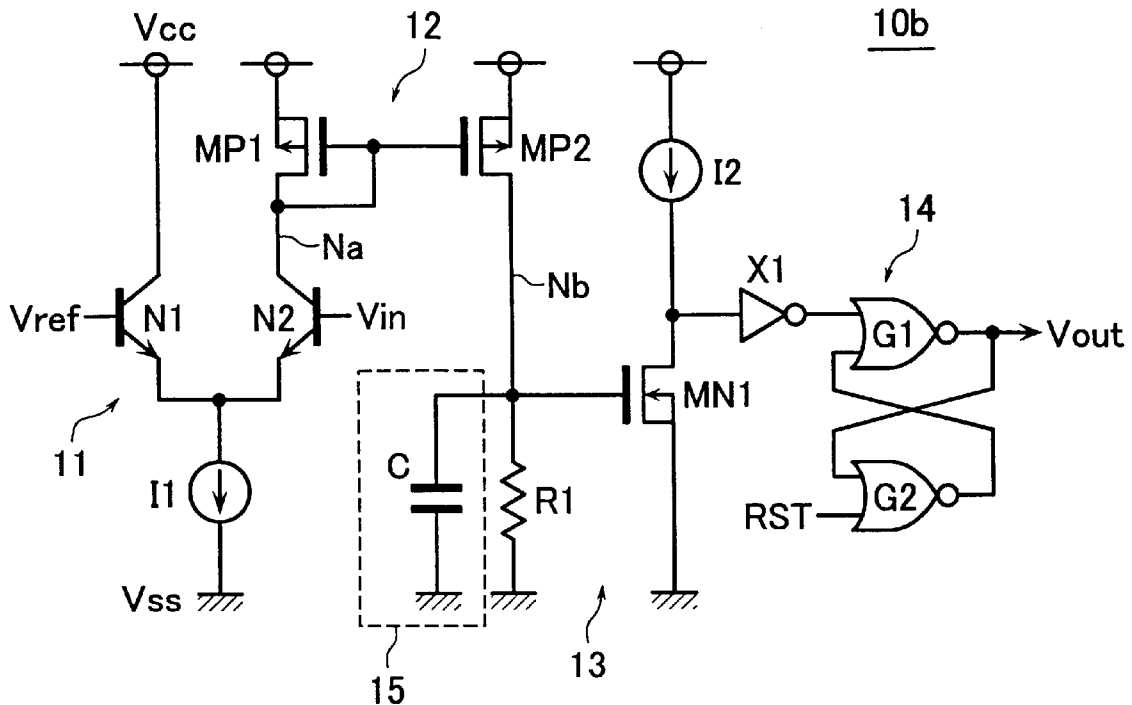 Vcc
12
10b
MP1
MP2
I2
14
Na
Nb
X1
Vref
N1
N2
Vin
G1
Vout
MN1
11
I1
C
R1
G2
RST
Vss
15
13